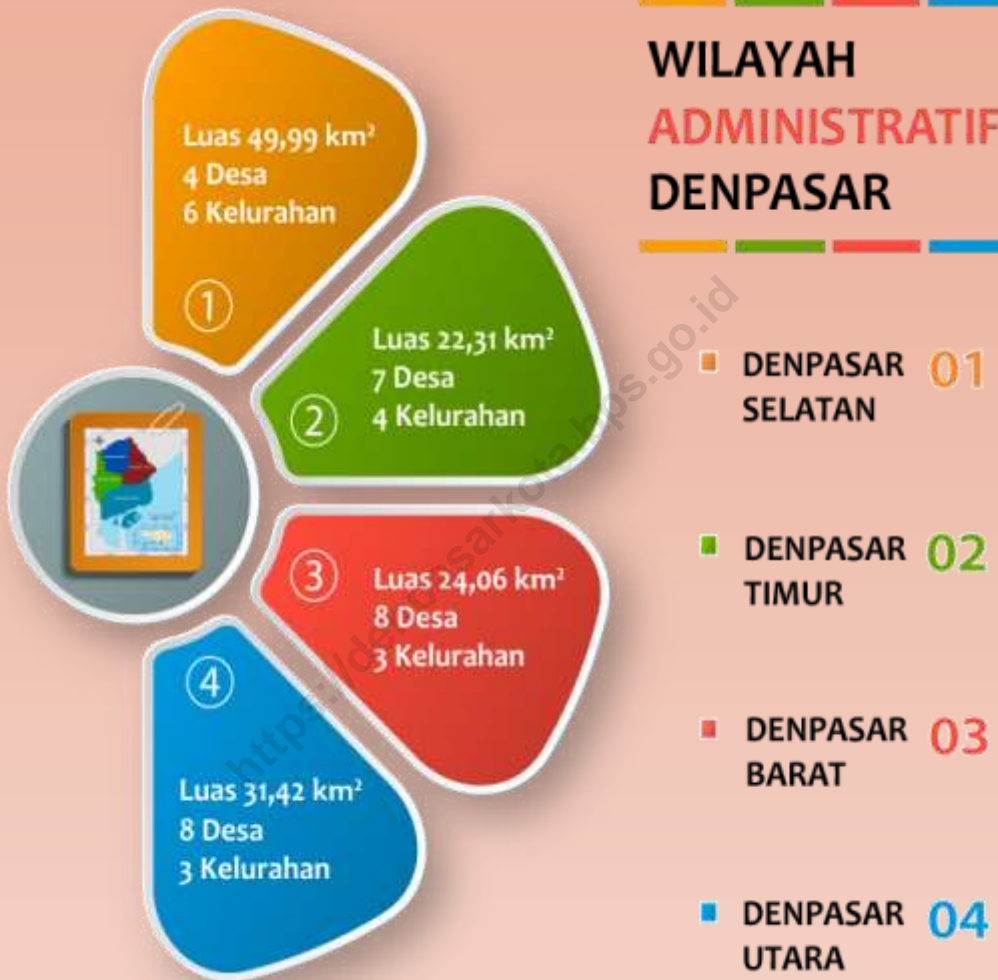 WILAYAH
ADMINISTRATIF
DENPASAR
Luas 49,99 km²
4 Desa
6 Kelurahan
1
Luas 22,31 km²
7 Desa
4 Kelurahan
2
3
Luas 24,06 km²
8 Desa
3 Kelurahan
4
Luas 31,42 km²
8 Desa
3 Kelurahan
DENPASAR 01
SELATAN
DENPASAR 02
TIMUR
DENPASAR 03
BARAT
DENPASAR 04
UTARA
https://denpasarkota.bps.go.id